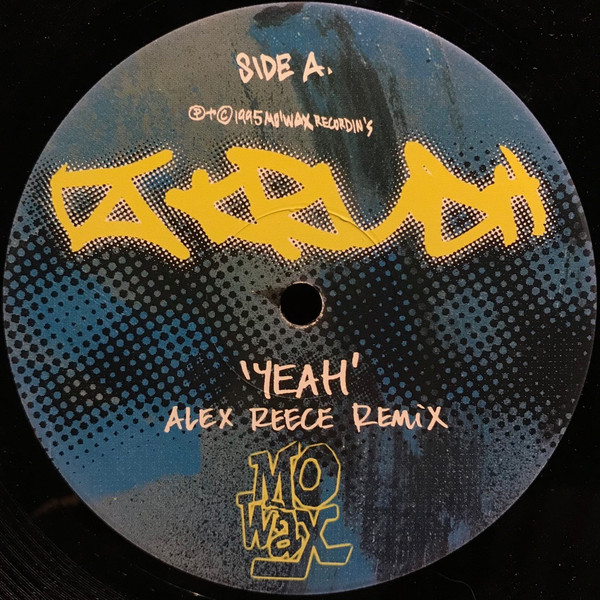 SIDE A.
Ⓟ+© 1995 MO'WAX RECORDIN'S
DJ KRUSH
'YEAH'
ALEX REECE REMIX
MO
Wax